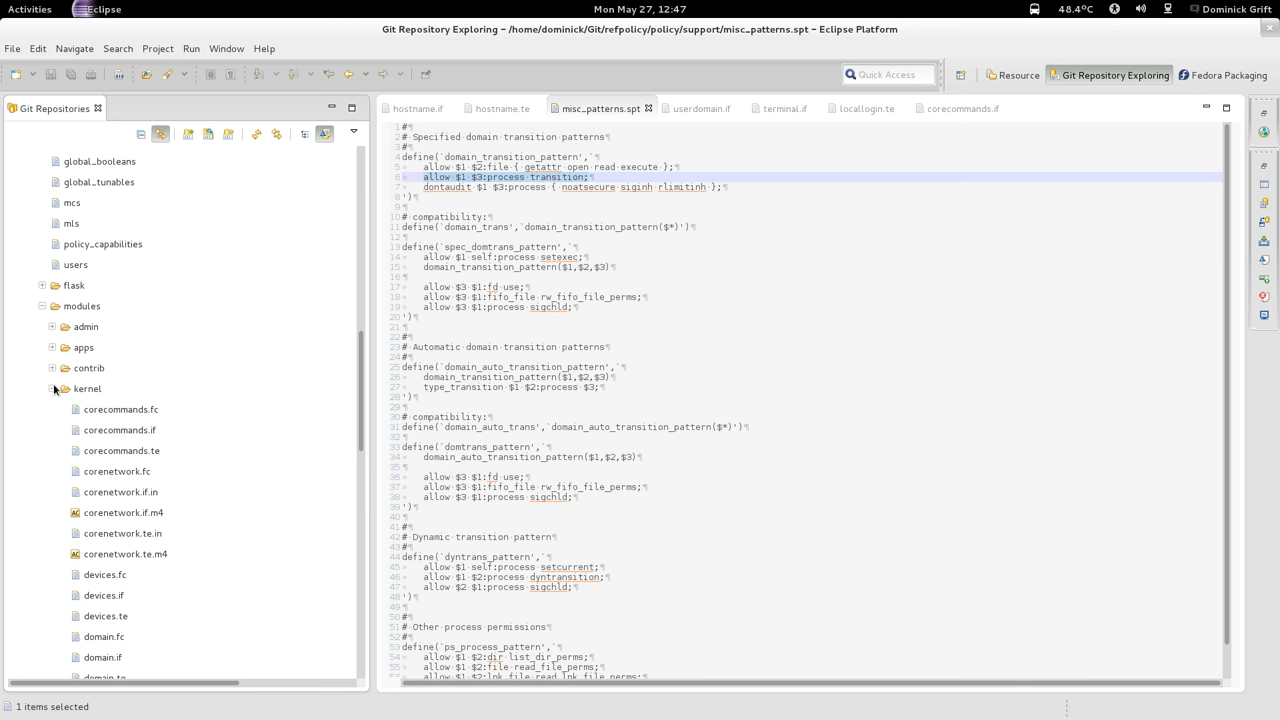 Activities Eclipse Mon May 27, 12:47 48.4°C Dominick Grift
Git Repository Exploring - /home/dominick/Git/refpolicy/policy/support/misc_patterns.spt - Eclipse Platform
File Edit Navigate Search Project Run Window Help
Quick Access Resource Git Repository Exploring Fedora Packaging
Git Repositories
global_booleans
global_tunables
mcs
mls
policy_capabilities
users
flask
modules
admin
apps
contrib
kernel
corecommands.fc
corecommands.if
corecommands.te
corenetwork.fc
corenetwork.if.in
corenetwork.if.m4
corenetwork.te.in
corenetwork.te.m4
devices.fc
devices.if
devices.te
domain.fc
domain.if
domain.te
hostname.if hostname.te misc_patterns.spt userdomain.if terminal.if locallogin.te corecommands.if
1 #¶
2 #·Specified·domain·transition·patterns¶
3 #¶
4 define(`domain_transition_pattern',`¶
5 » allow·$1·$2:file·{·getattr·open·read·execute·};¶
6 » allow·$1·$3:process·transition;¶
7 » dontaudit·$1·$3:process·{·noatsecure·siginh·rlimitinh·};¶
8 ')¶
9 ¶
10 #·compatibility:¶
11 define(`domain_trans',`domain_transition_pattern($*)')¶
12 ¶
13 define(`spec_domtrans_pattern',`¶
14 » allow·$1·self:process·setexec;¶
15 » domain_transition_pattern($1,$2,$3)¶
16 ¶
17 » allow·$3·$1:fd·use;¶
18 » allow·$3·$1:fifo_file·rw_fifo_file_perms;¶
19 » allow·$3·$1:process·sigchld;¶
20 ')¶
21 ¶
22 #¶
23 #·Automatic·domain·transition·patterns¶
24 #¶
25 define(`domain_auto_transition_pattern',`¶
26 » domain_transition_pattern($1,$2,$3)¶
27 » type_transition·$1·$2:process·$3;¶
28 ')¶
29 ¶
30 #·compatibility:¶
31 define(`domain_auto_trans',`domain_auto_transition_pattern($*)')¶
32 ¶
33 define(`domtrans_pattern',`¶
34 » domain_auto_transition_pattern($1,$2,$3)¶
35 ¶
36 » allow·$3·$1:fd·use;¶
37 » allow·$3·$1:fifo_file·rw_fifo_file_perms;¶
38 » allow·$3·$1:process·sigchld;¶
39 ')¶
40 ¶
41 #¶
42 #·Dynamic·transition·pattern¶
43 #¶
44 define(`dyntrans_pattern',`¶
45 » allow·$1·self:process·setcurrent;¶
46 » allow·$1·$2:process·dyntransition;¶
47 » allow·$2·$1:process·sigchld;¶
48 ')¶
49 ¶
50 #¶
51 #·Other·process·permissions¶
52 #¶
53 define(`ps_process_pattern',`¶
54 » allow·$1·$2:dir·list_dir_perms;¶
55 » allow·$1·$2:file·read_file_perms;¶
» allow·$1·$2:lnk_file·read_lnk_file_perms;¶
1 items selected